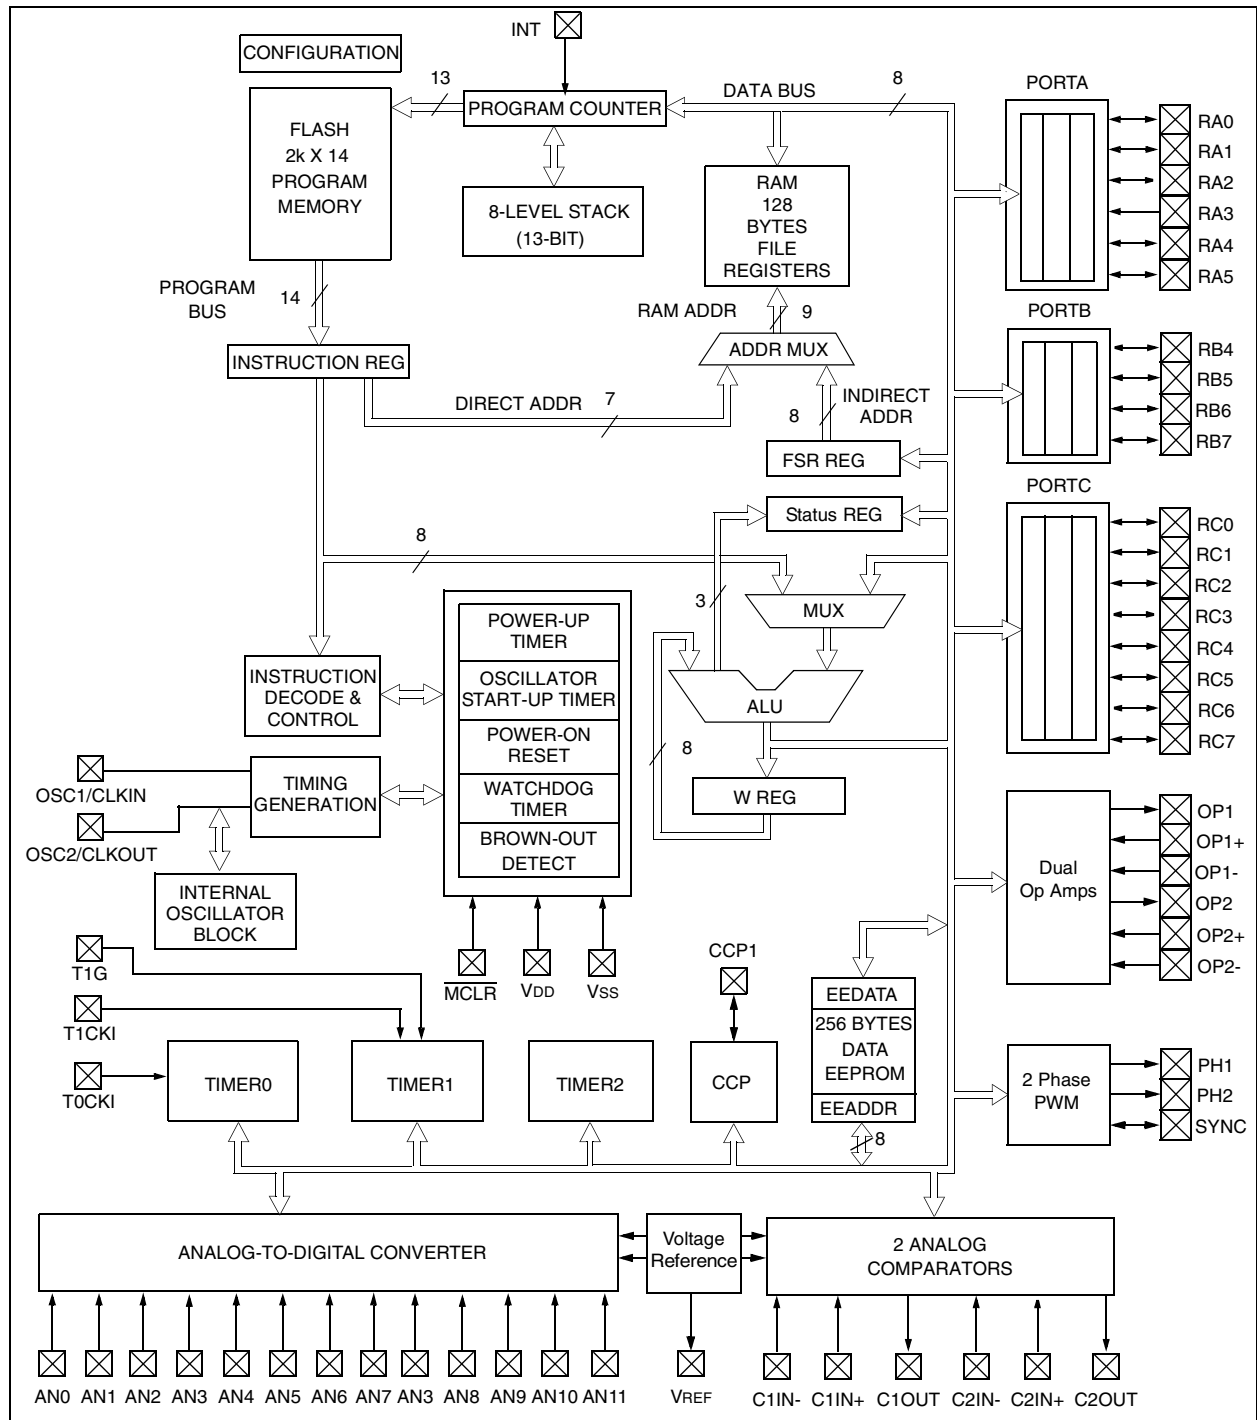 INT
CONFIGURATION
13
PROGRAM COUNTER
DATA BUS
8
FLASH
2k X 14
PROGRAM
MEMORY
8-LEVEL STACK
(13-BIT)
RAM
128
BYTES
FILE
REGISTERS
PROGRAM
BUS
14
RAM ADDR
9
INSTRUCTION REG
ADDR MUX
DIRECT ADDR
7
INDIRECT
ADDR
8
FSR REG
Status REG
8
3
MUX
ALU
8
W REG
INSTRUCTION
DECODE &
CONTROL
POWER-UP
TIMER
OSCILLATOR
START-UP TIMER
POWER-ON
RESET
WATCHDOG
TIMER
BROWN-OUT
DETECT
OSC1/CLKIN
OSC2/CLKOUT
TIMING
GENERATION
INTERNAL
OSCILLATOR
BLOCK
MCLR
VDD
VSS
T1G
T1CKI
T0CKI
TIMER0
TIMER1
TIMER2
CCP1
CCP
EEDATA
256 BYTES
DATA
EEPROM
EEADDR
8
PORTA
RA0
RA1
RA2
RA3
RA4
RA5
PORTB
RB4
RB5
RB6
RB7
PORTC
RC0
RC1
RC2
RC3
RC4
RC5
RC6
RC7
Dual
Op Amps
OP1
OP1+
OP1-
OP2
OP2+
OP2-
2 Phase
PWM
PH1
PH2
SYNC
ANALOG-TO-DIGITAL CONVERTER
Voltage
Reference
2 ANALOG
COMPARATORS
AN0 AN1 AN2 AN3 AN4 AN5 AN6 AN7 AN3 AN8 AN9 AN10 AN11
VREF
C1IN- C1IN+ C1OUT C2IN- C2IN+ C2OUT